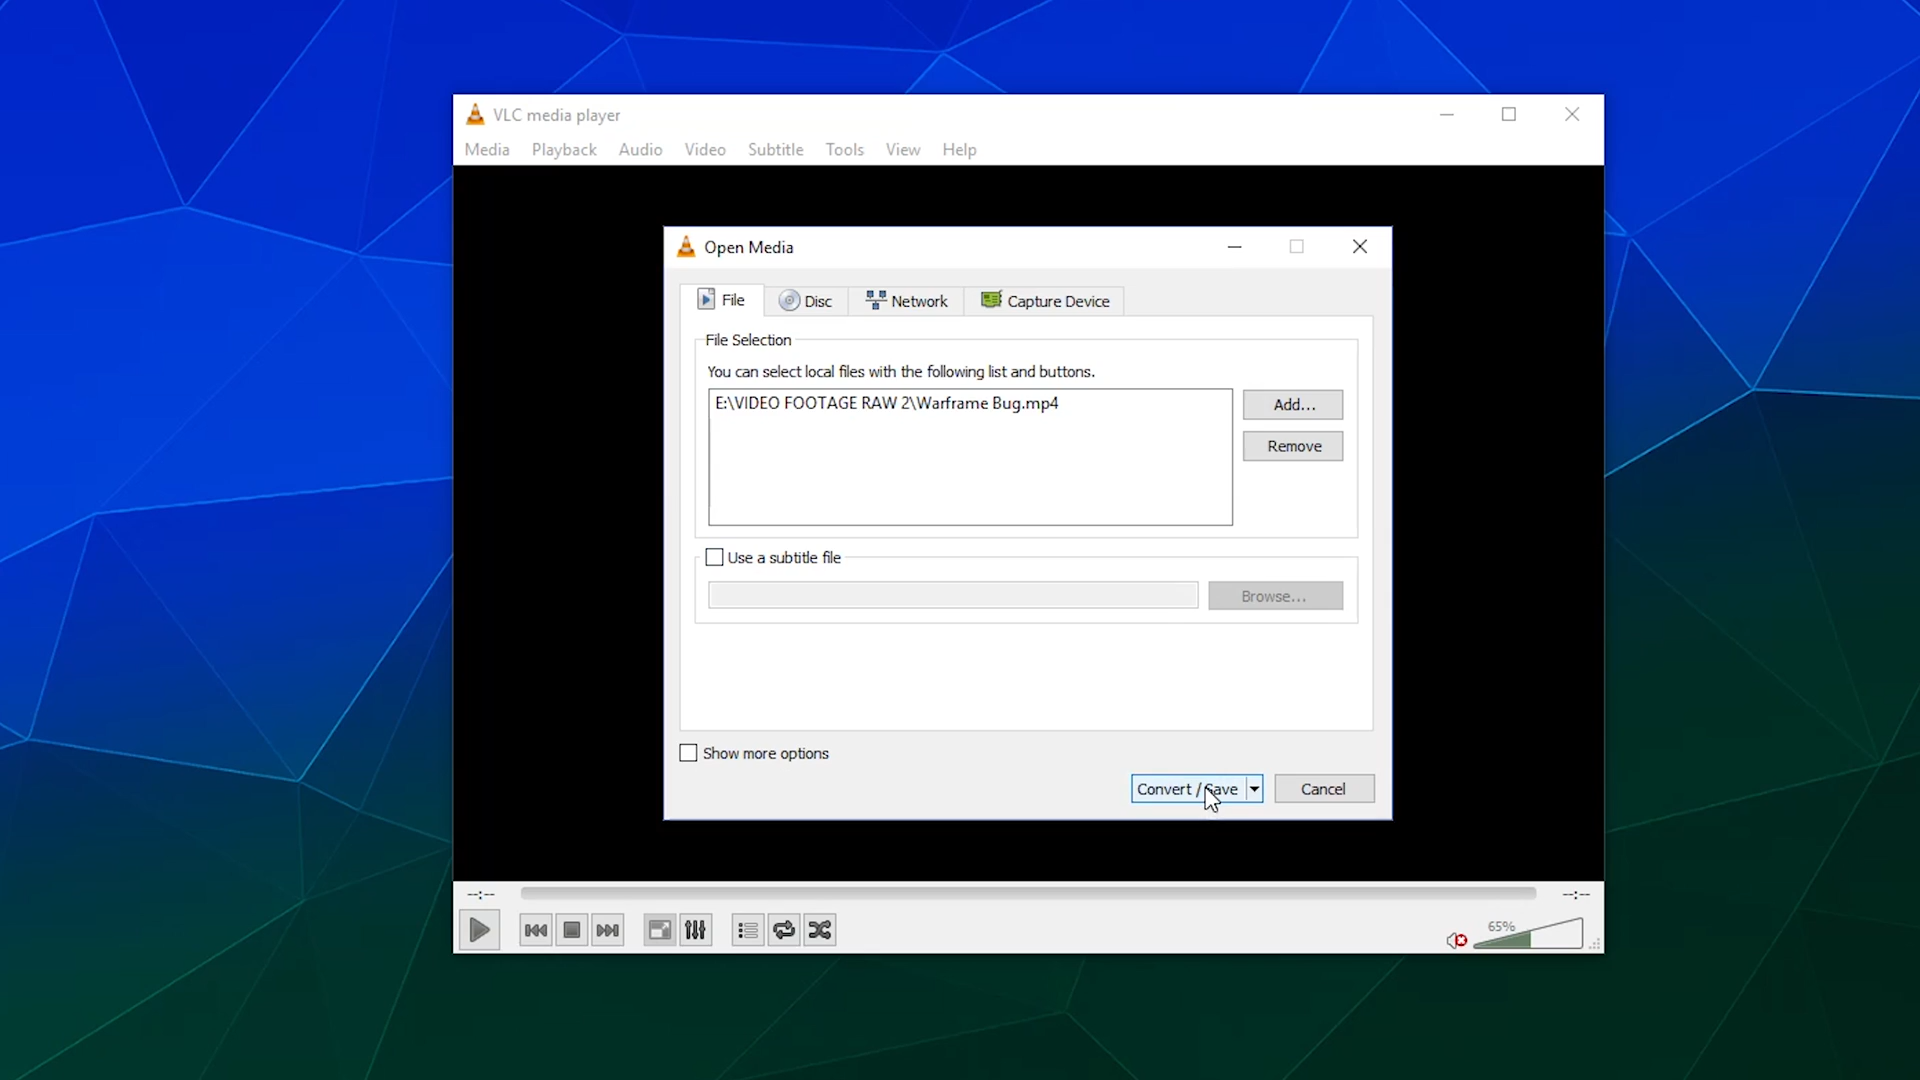 VLC media player
Media Playback Audio Video Subtitle Tools View Help
Open Media
File Disc Network Capture Device
File Selection
You can select local files with the following list and buttons.
E:\VIDEO FOOTAGE RAW 2\Warframe Bug.mp4
Add...
Remove
Use a subtitle file
Browse...
Show more options
Convert / Save
Cancel
--:-- --:--
65%